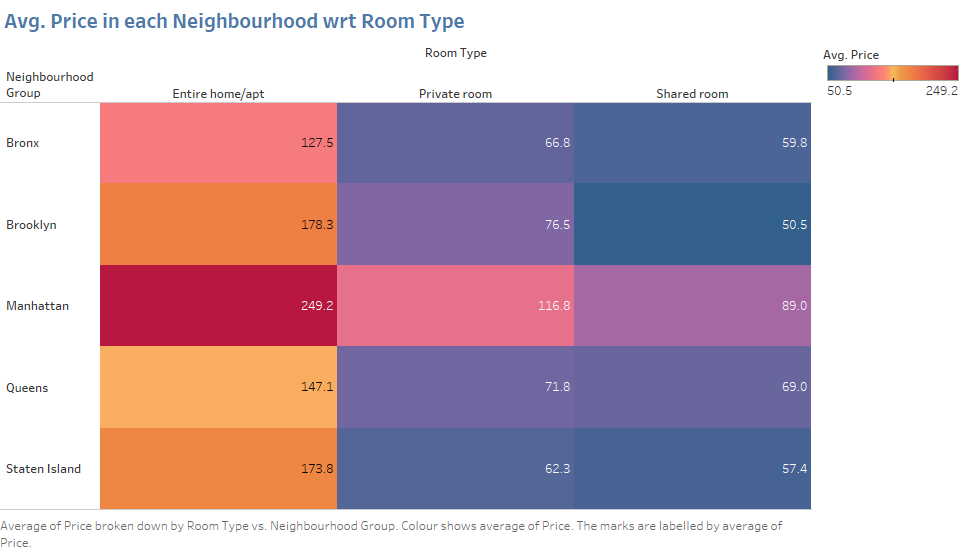 Avg. Price in each Neighbourhood wrt Room Type
Room Type
Avg. Price
50.5 249.2
Neighbourhood
Group
Entire home/apt Private room Shared room
Bronx 127.5 66.8 59.8
Brooklyn 178.3 76.5 50.5
Manhattan 249.2 116.8 89.0
Queens 147.1 71.8 69.0
Staten Island 173.8 62.3 57.4
Average of Price broken down by Room Type vs. Neighbourhood Group. Colour shows average of Price. The marks are labelled by average of
Price.